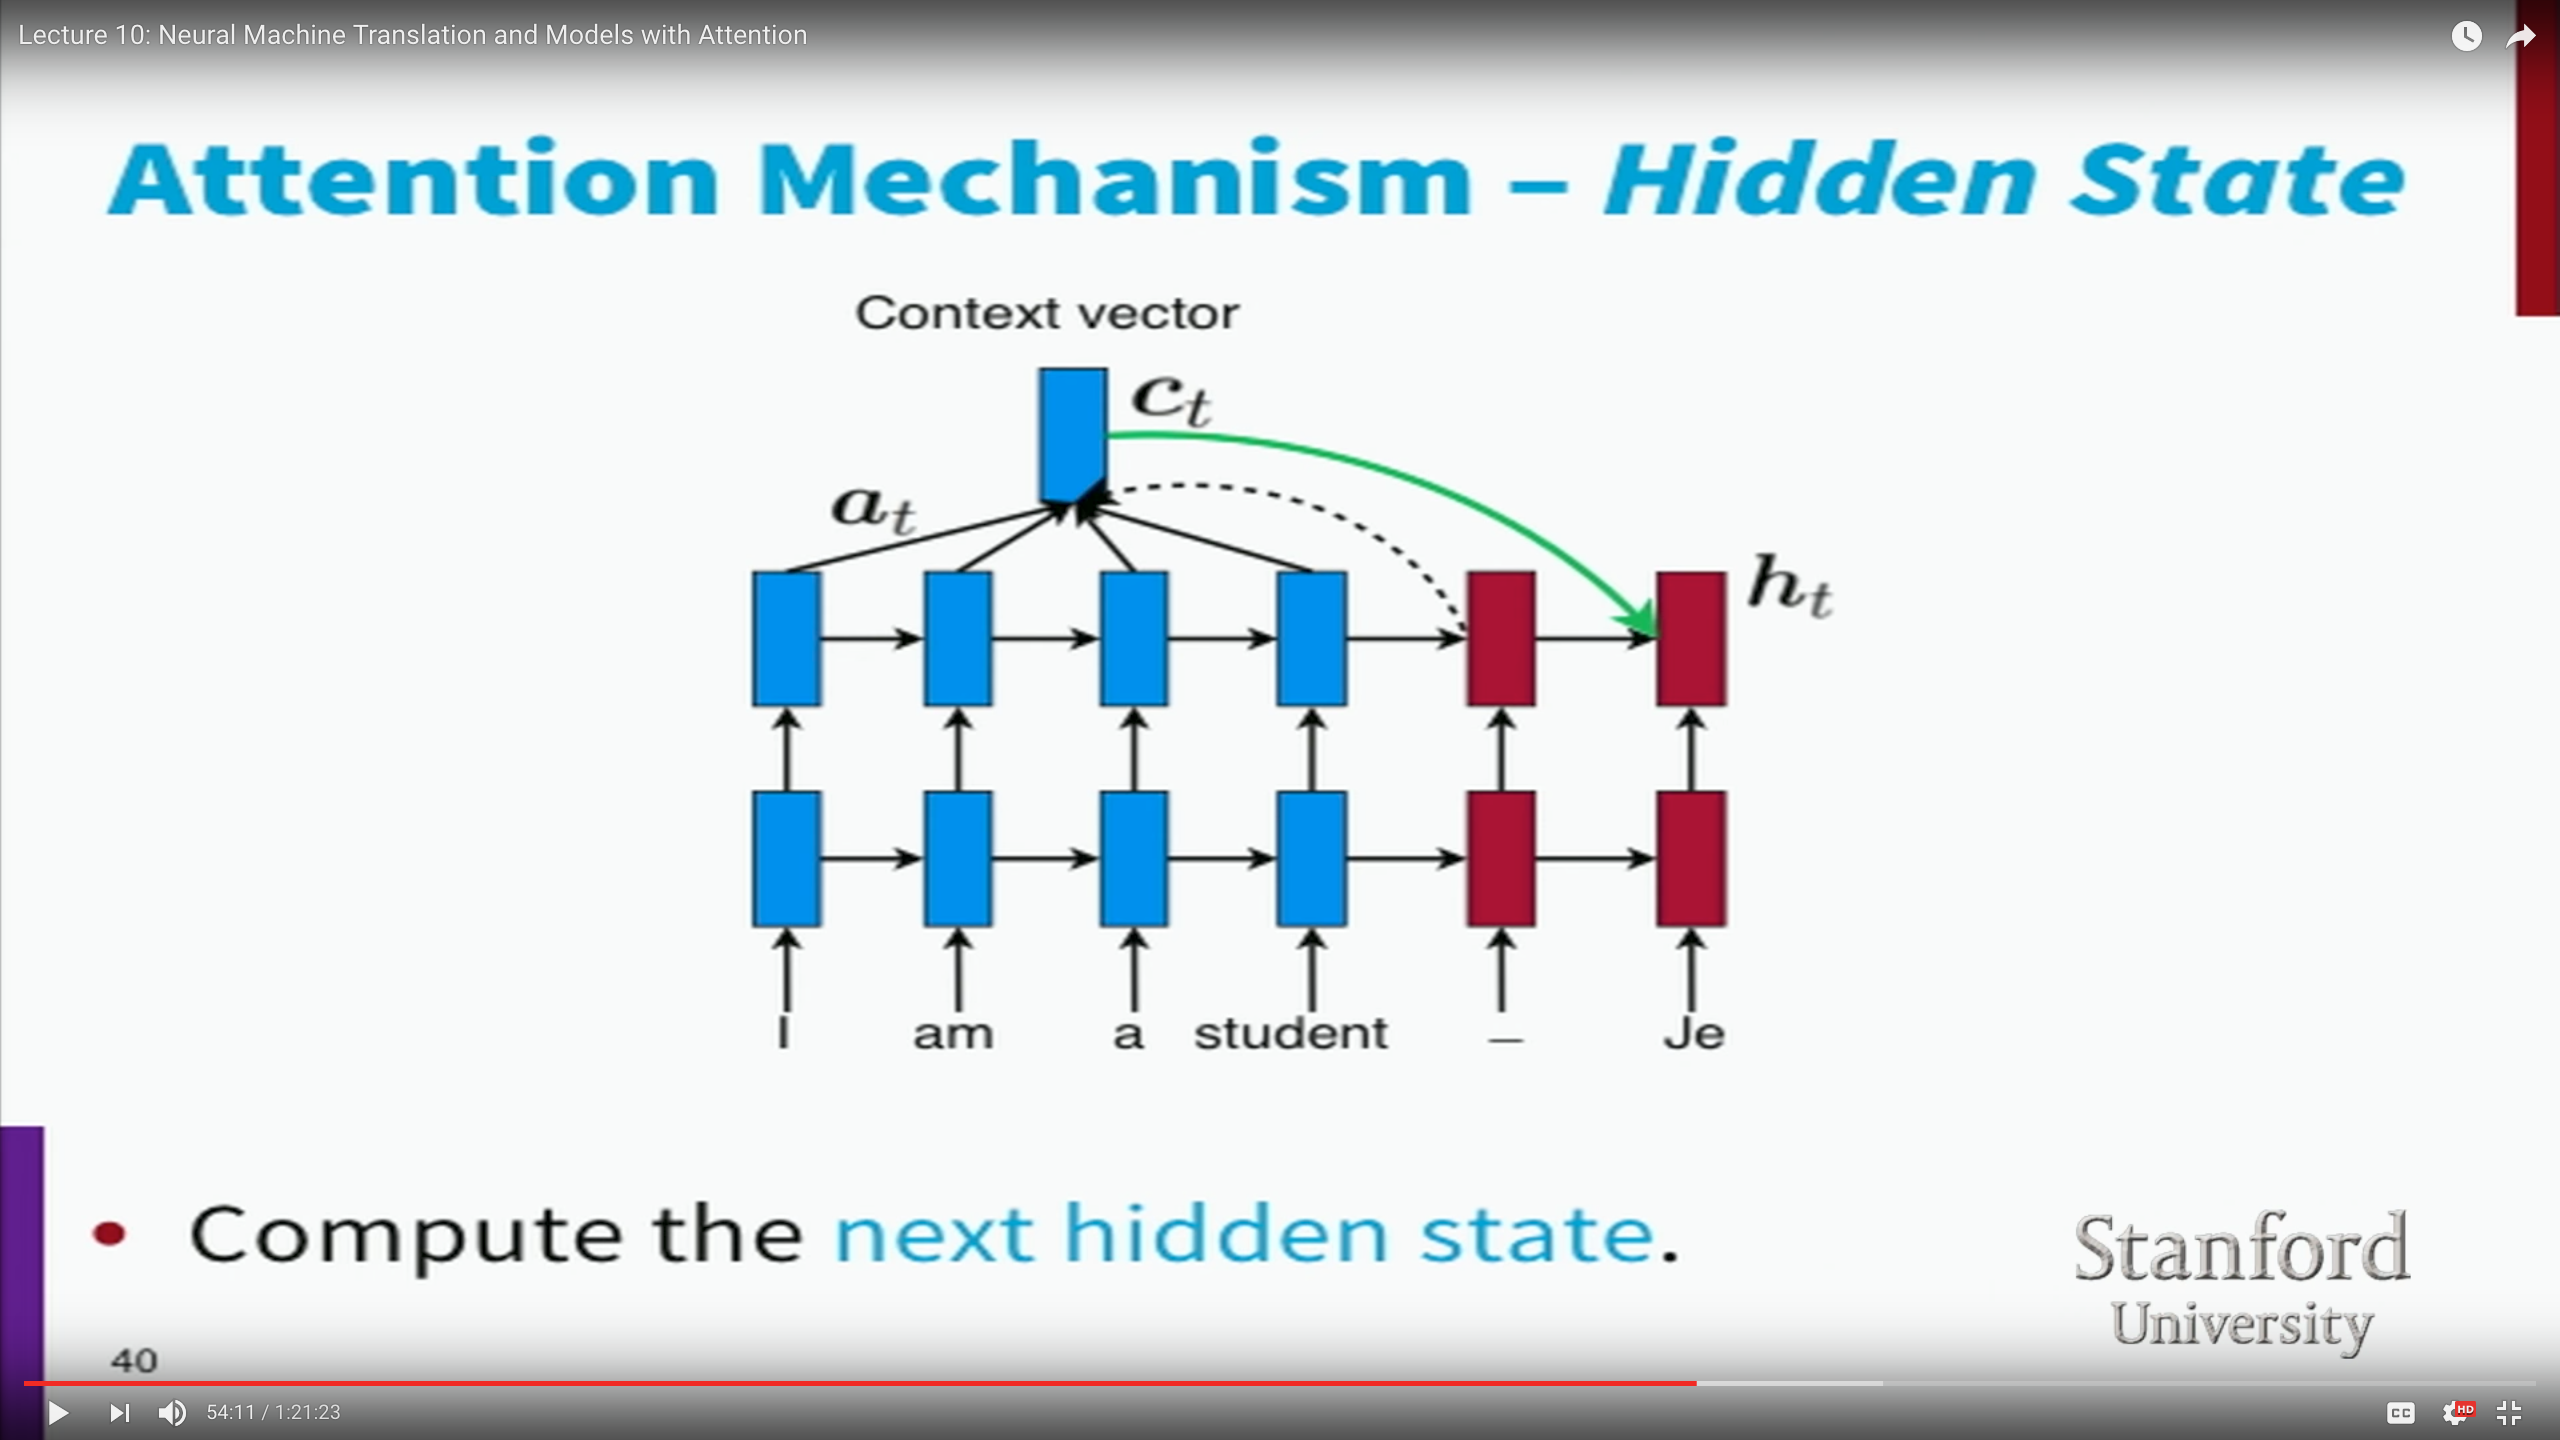 Lecture 10: Neural Machine Translation and Models with Attention
Attention Mechanism – Hidden State
Context vector
c_t
a_t
h_t
I am a student – Je
• Compute the next hidden state.
Stanford
University
40
54:11 / 1:21:23
CC
HD